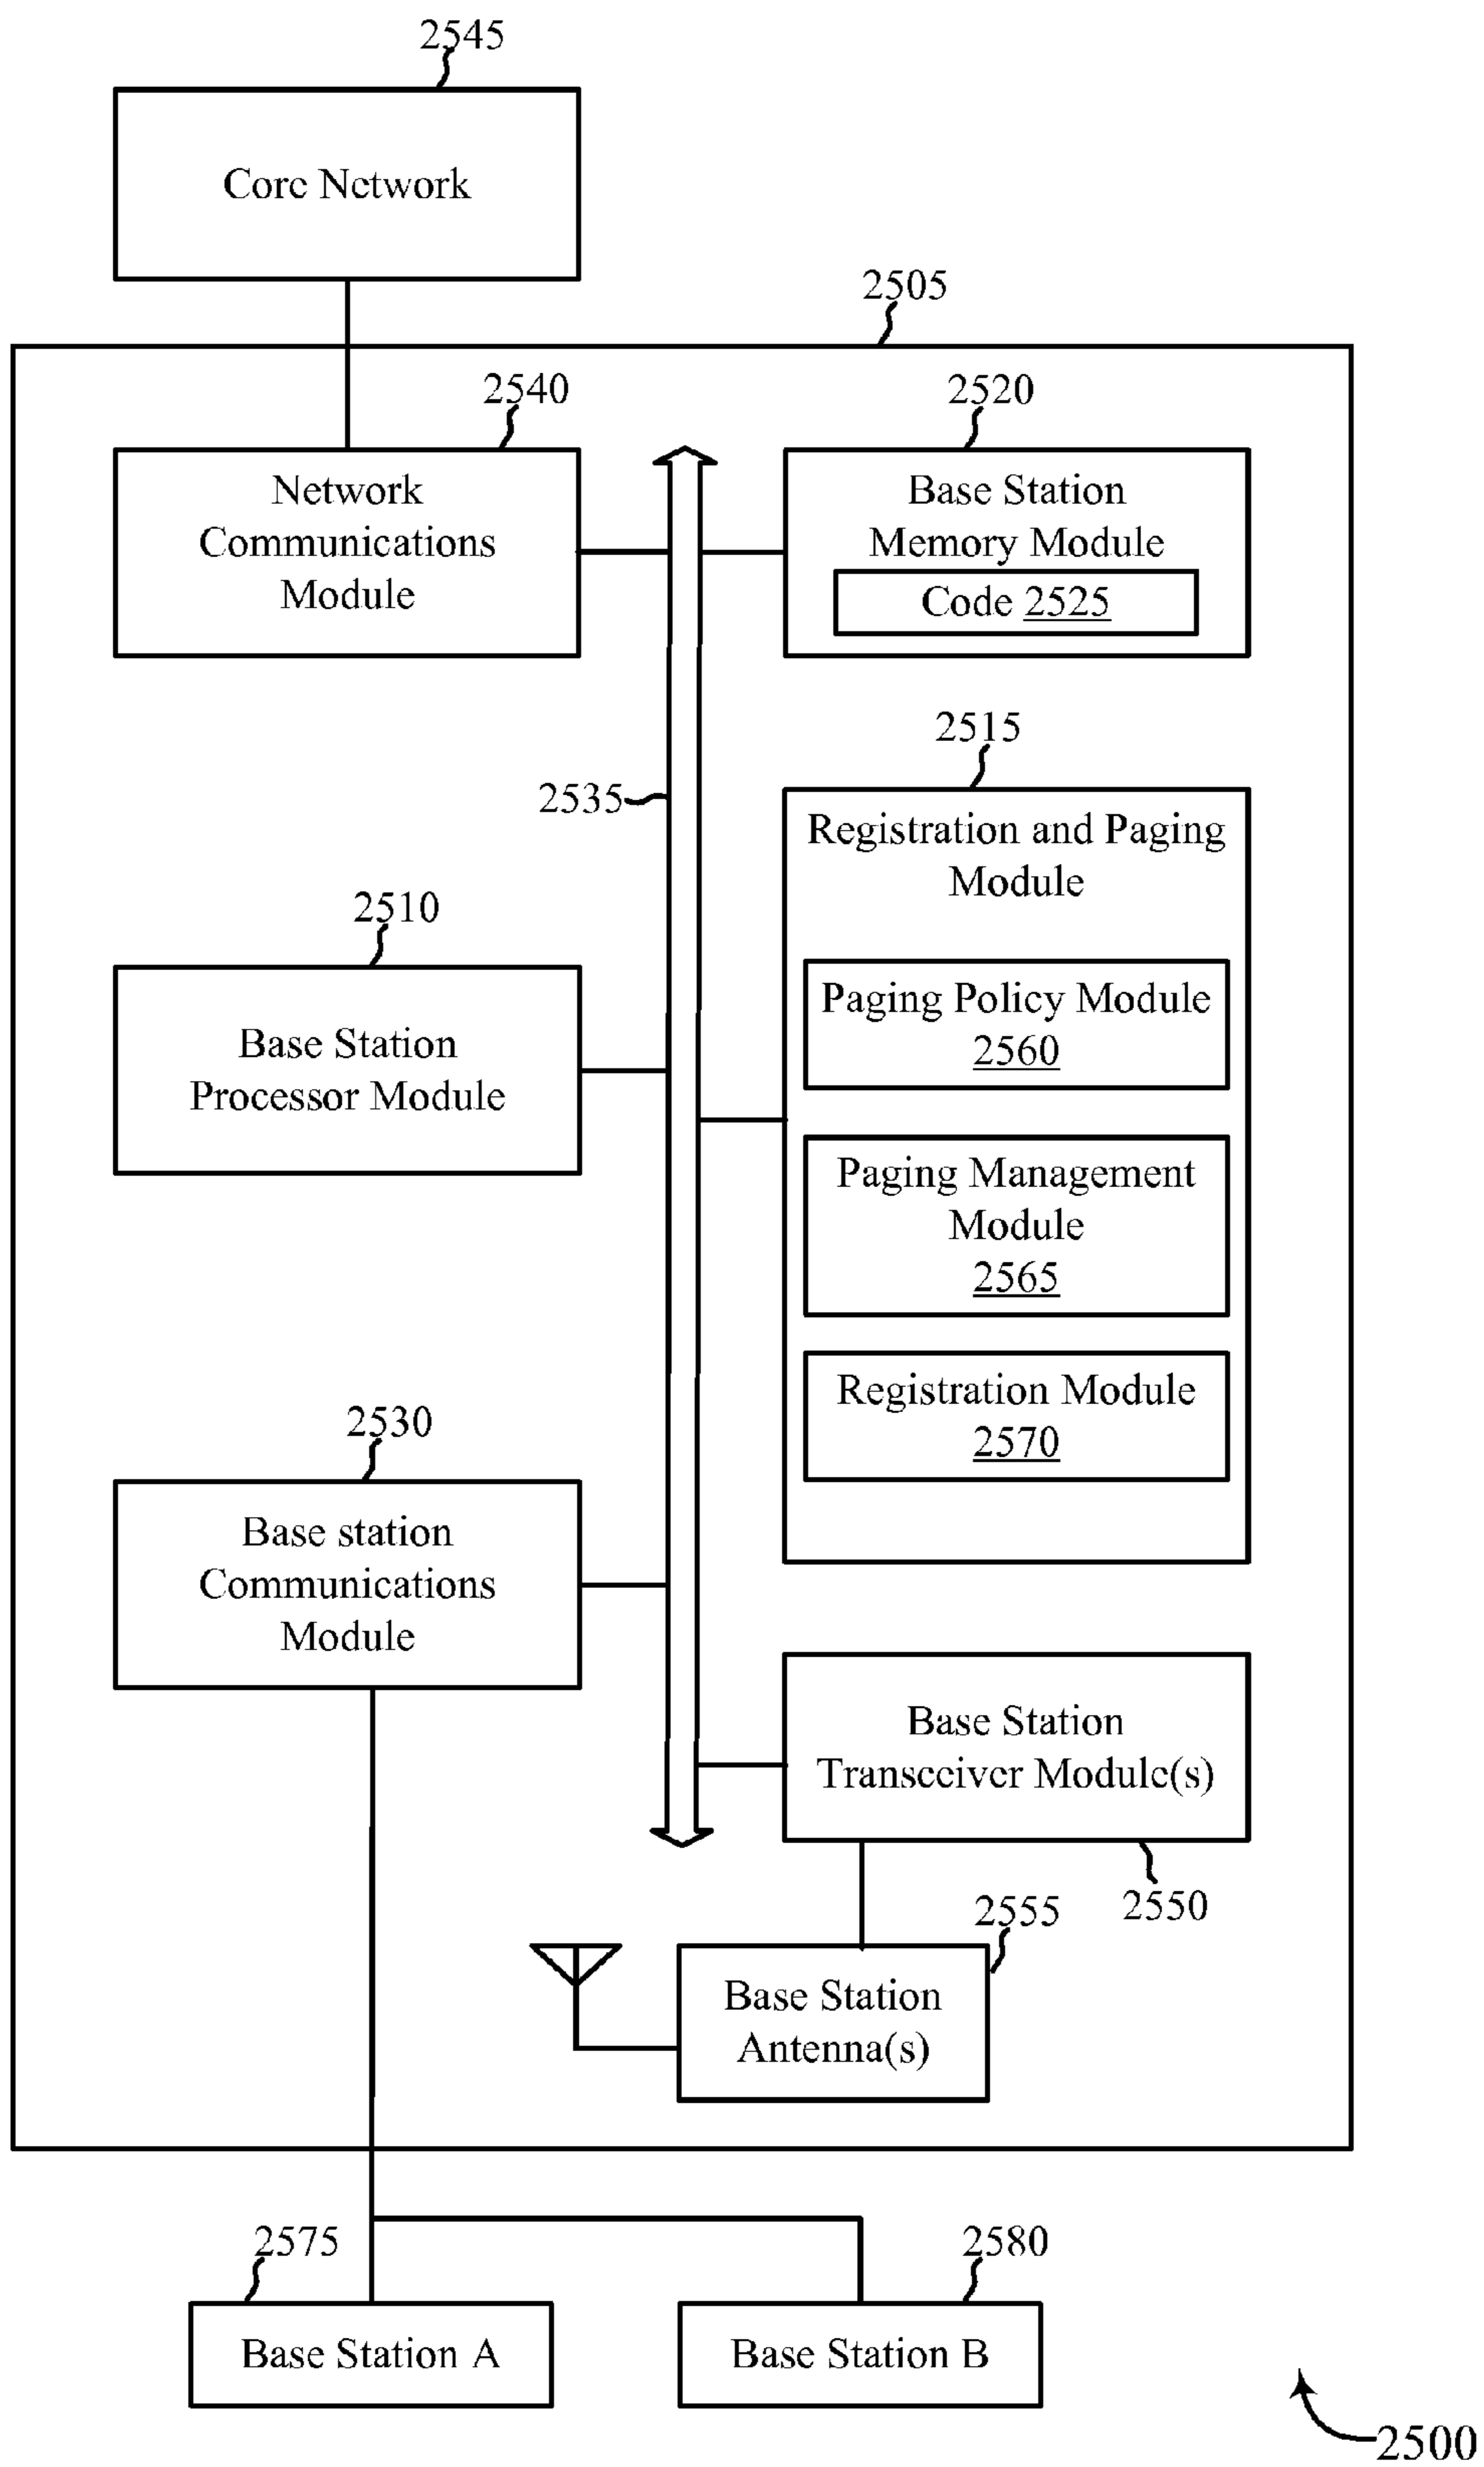 2545
Core Network
2505
2540
2520
Network
Communications
Module
Base Station
Memory Module
Code 2525
2515
2535
Registration and Paging
Module
2510
Base Station
Processor Module
Paging Policy Module
2560
Paging Management
Module
2565
Registration Module
2570
2530
Base station
Communications
Module
Base Station
Transceiver Module(s)
2550
2555
Base Station
Antenna(s)
2575
2580
Base Station A
Base Station B
2500